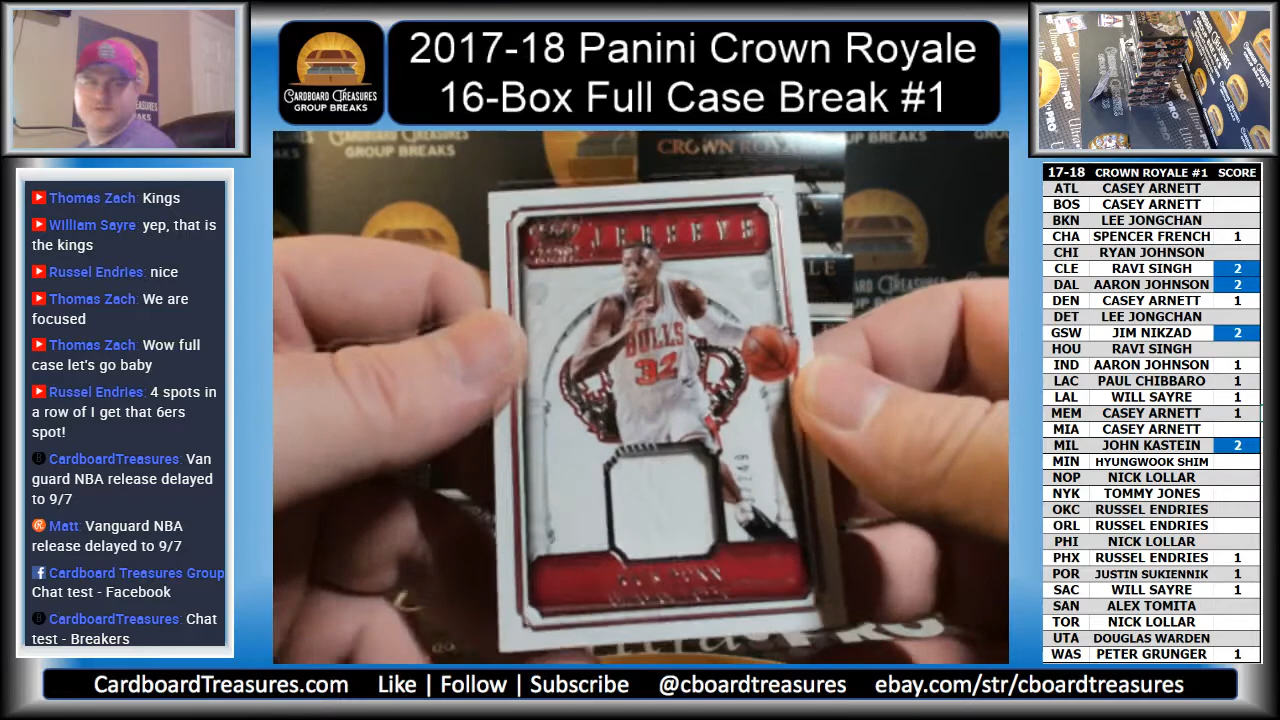 CARDBOARD TREASURES
GROUP BREAKS
2017-18 Panini Crown Royale
16-Box Full Case Break #1
Thomas Zach: Kings
William Sayre: yep, that is
the kings
Russel Endries: nice
Thomas Zach: We are
focused
Thomas Zach: Wow full
case let's go baby
Russel Endries: 4 spots in
a row of I get that 6ers
spot!
CardboardTreasures: Van
guard NBA release delayed
to 9/7
Matt: Vanguard NBA
release delayed to 9/7
Cardboard Treasures Group
Chat test - Facebook
CardboardTreasures: Chat
test - Breakers
GROUP BREAKS
CROWN ROYALE
JERSEYS
BULLS
32
17-18 CROWN ROYALE #1 SCORE
ATL CASEY ARNETT
BOS CASEY ARNETT
BKN LEE JONGCHAN
CHA SPENCER FRENCH 1
CHI RYAN JOHNSON
CLE RAVI SINGH 2
DAL AARON JOHNSON 2
DEN CASEY ARNETT 1
DET LEE JONGCHAN
GSW JIM NIKZAD 2
HOU RAVI SINGH
IND AARON JOHNSON 1
LAC PAUL CHIBBARO 1
LAL WILL SAYRE 1
MEM CASEY ARNETT 1
MIA CASEY ARNETT
MIL JOHN KASTEIN 2
MIN HYUNGWOOK SHIM
NOP NICK LOLLAR
NYK TOMMY JONES
OKC RUSSEL ENDRIES
ORL RUSSEL ENDRIES
PHI NICK LOLLAR
PHX RUSSEL ENDRIES 1
POR JUSTIN SUKIENNIK 1
SAC WILL SAYRE 1
SAN ALEX TOMITA
TOR NICK LOLLAR
UTA DOUGLAS WARDEN
WAS PETER GRUNGER 1
CardboardTreasures.com Like | Follow | Subscribe @cboardtreasures ebay.com/str/cboardtreasures